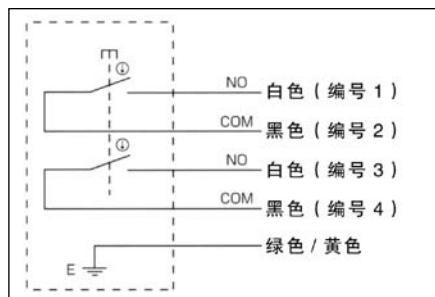 NO 白色 ( 编号 1 )
COM 黑色 ( 编号 2 )
NO 白色 ( 编号 3 )
COM 黑色 ( 编号 4 )
绿色 / 黄色
E